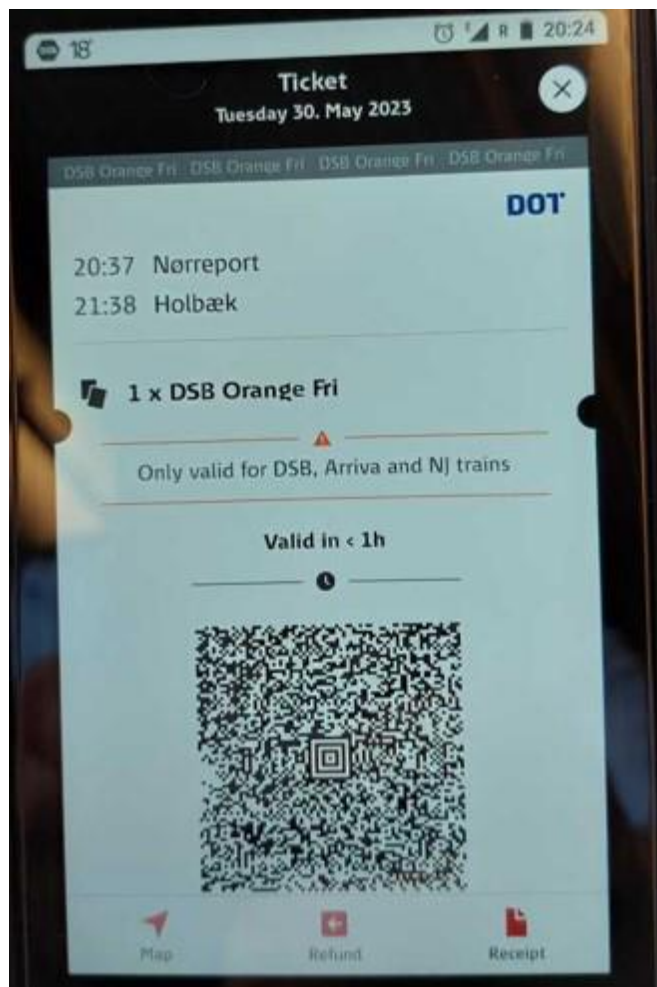 18°
R 20:24
Ticket
Tuesday 30. May 2023
DSB Orange Fri DSB Orange Fri DSB Orange Fri DSB Orange Fri
DOT
20:37 Nørreport
21:38 Holbæk
1 x DSB Orange Fri
Only valid for DSB, Arriva and NJ trains
Valid in < 1h
Map Refund Receipt